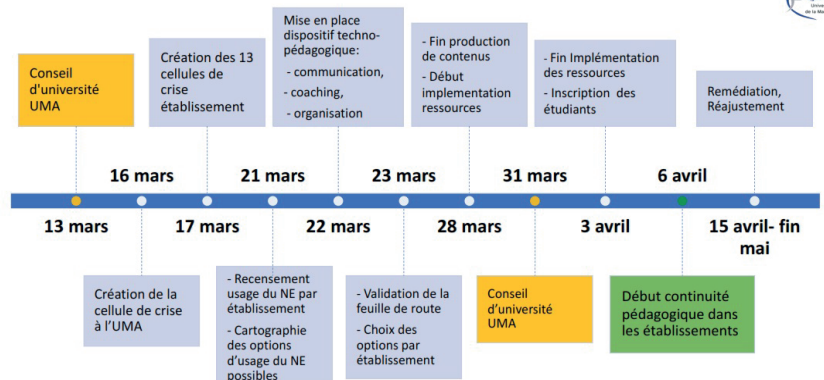 Univers
de la Ma
Mise en place
dispositif techno-
pédagogique:
- communication,
- coaching,
- organisation
Conseil
d'université
UMA
Création des 13
cellules de
crise
établissement
- Fin production
de contenus
- Début
implementation
ressources
- Fin Implémentation
des ressources
- Inscription des
étudiants
Remédiation,
Réajustement
16 mars
21 mars
23 mars
31 mars
6 avril
13 mars
17 mars
22 mars
28 mars
3 avril
15 avril- fin
mai
Création de la
cellule de crise
à l'UMA
- Recensement
usage du NE par
établissement
- Cartographie
des options
d'usage du NE
possibles
- Validation de la
feuille de route
- Choix des
options par
établissement
Conseil
d’université
UMA
Début continuité
pédagogique dans
les établissements